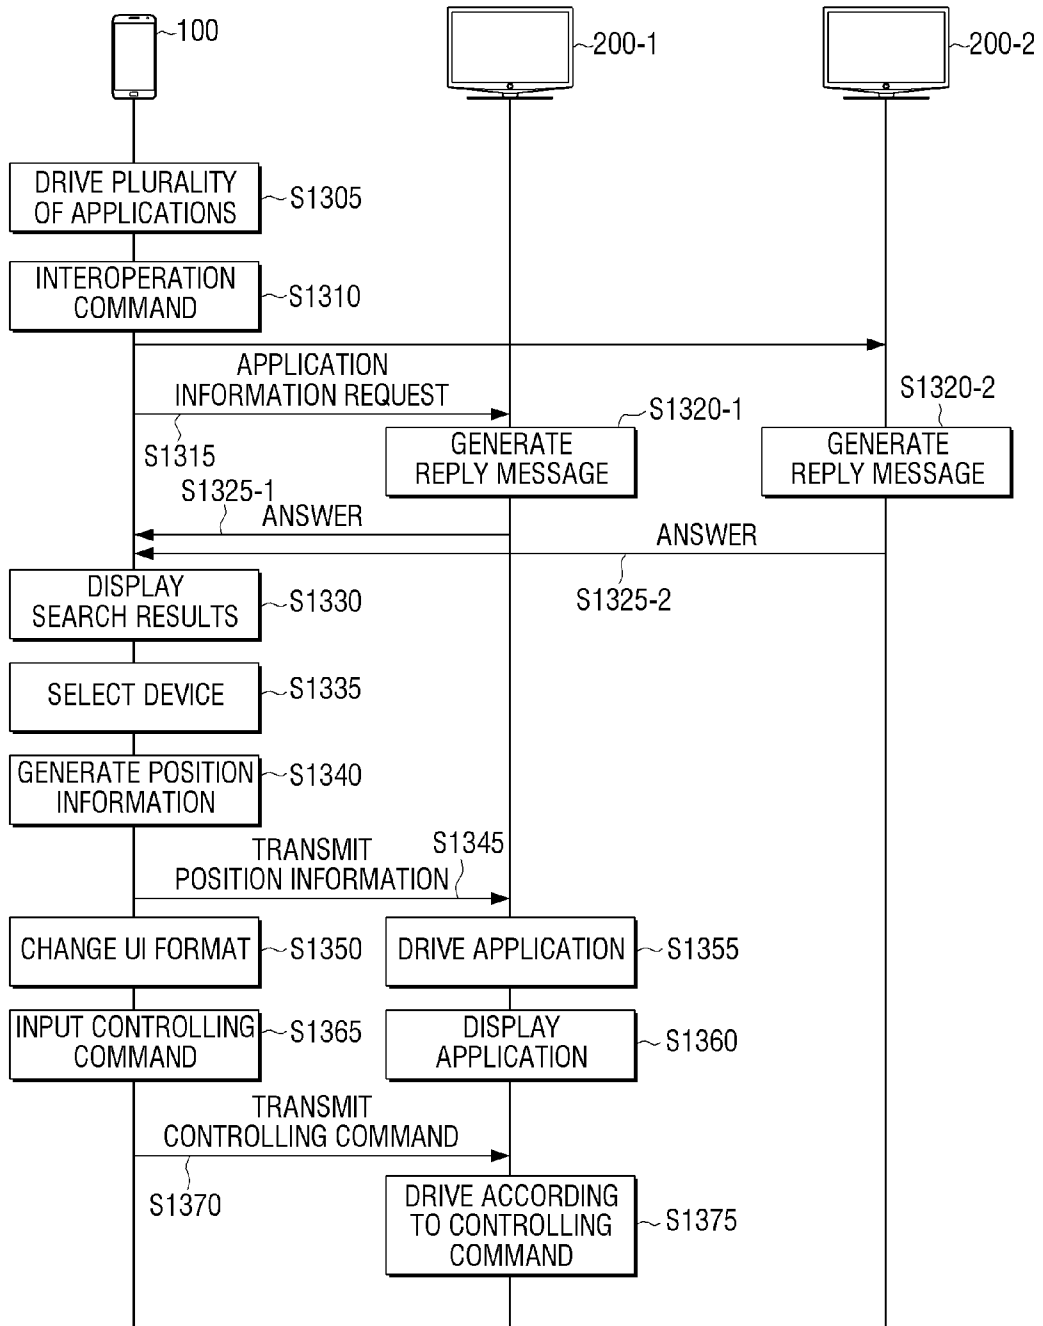 100
200-1
200-2
DRIVE PLURALITY
OF APPLICATIONS
S1305
INTEROPERATION
COMMAND
S1310
APPLICATION
INFORMATION REQUEST
S1315
S1320-1
S1320-2
GENERATE
REPLY MESSAGE
GENERATE
REPLY MESSAGE
S1325-1
ANSWER
ANSWER
S1325-2
DISPLAY
SEARCH RESULTS
S1330
SELECT DEVICE
S1335
GENERATE POSITION
INFORMATION
S1340
TRANSMIT
POSITION INFORMATION
S1345
CHANGE UI FORMAT
S1350
DRIVE APPLICATION
S1355
INPUT CONTROLLING
COMMAND
S1365
DISPLAY
APPLICATION
S1360
TRANSMIT
CONTROLLING COMMAND
S1370
DRIVE ACCORDING
TO CONTROLLING
COMMAND
S1375